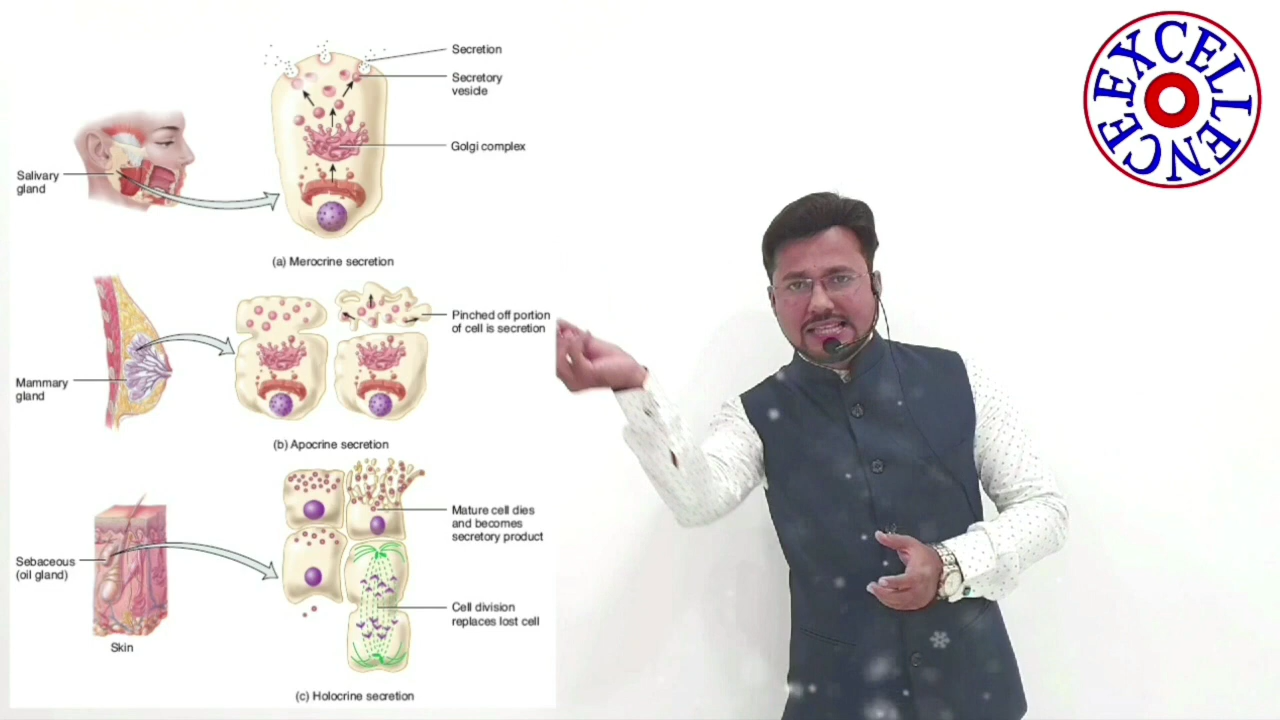 Secretion
Secretory
vesicle
Golgi complex
Salivary
gland
(a) Merocrine secretion
Pinched off portion
of cell is secretion
Mammary
gland
(b) Apocrine secretion
Mature cell dies
and becomes
secretory product
Sebaceous
(oil gland)
Cell division
replaces lost cell
Skin
(c) Holocrine secretion
EXCELLENCE